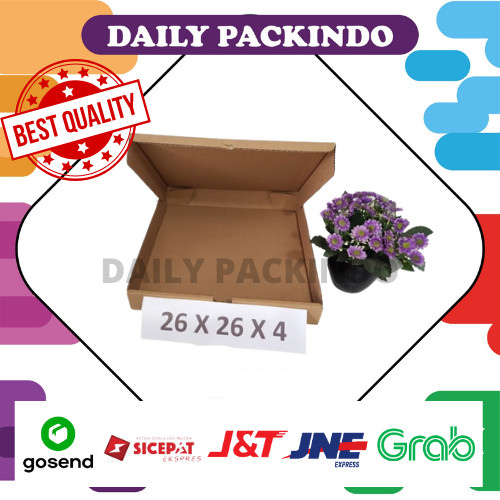 DAILY PACKINDO
BEST QUALITY
DAILY PACKINDO
26 X 26 X 4
gosend
SICEPAT
EKSPRES
J&T
JNE
EXPRESS
Grab